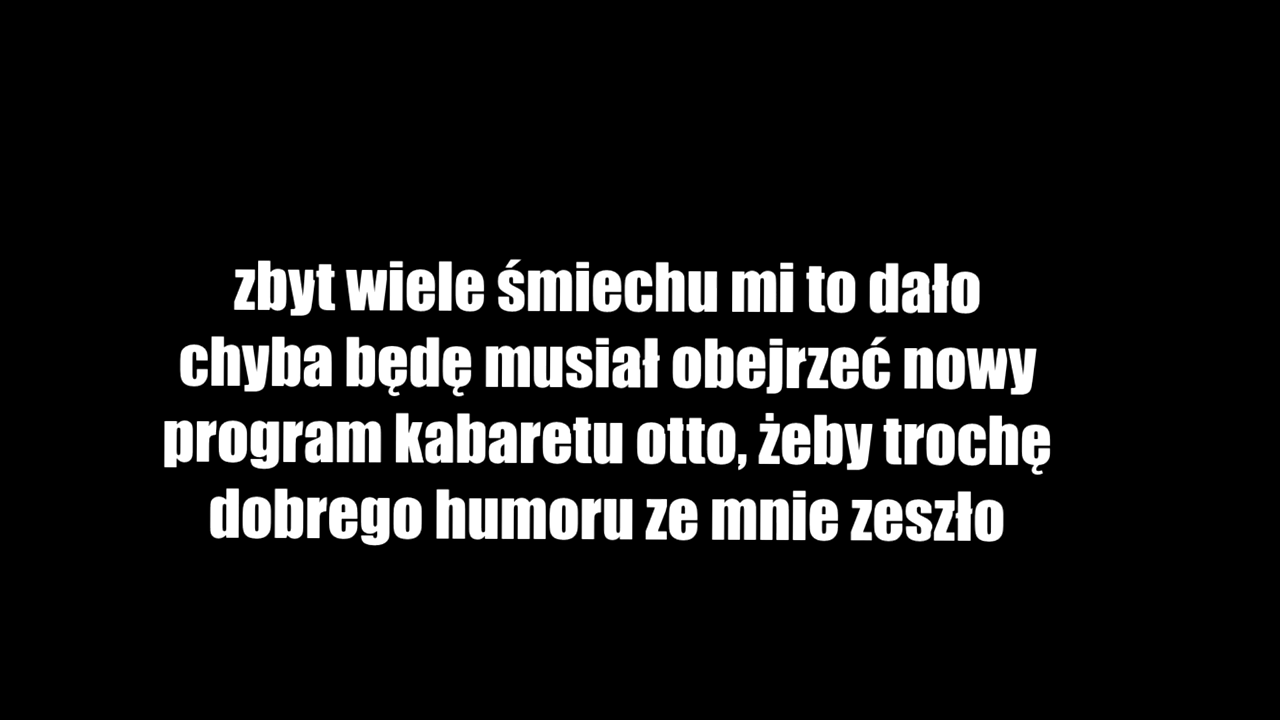 zbyt wiele śmiechu mi to dało
chyba będę musiał obejrzeć nowy
program kabaretu otto, żeby trochę
dobrego humoru ze mnie zeszło